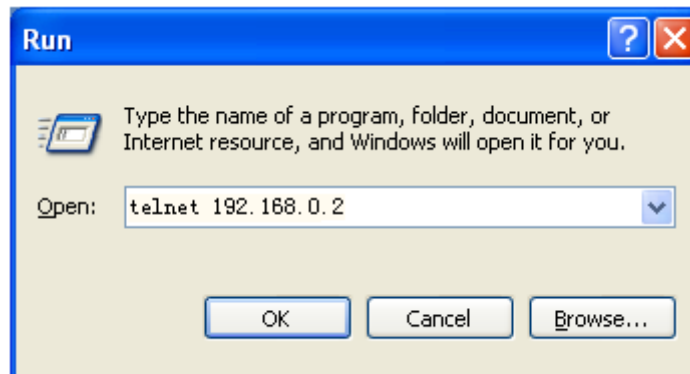 Run
Type the name of a program, folder, document, or
Internet resource, and Windows will open it for you.
Open:
telnet 192.168.0.2
OK
Cancel
Browse...